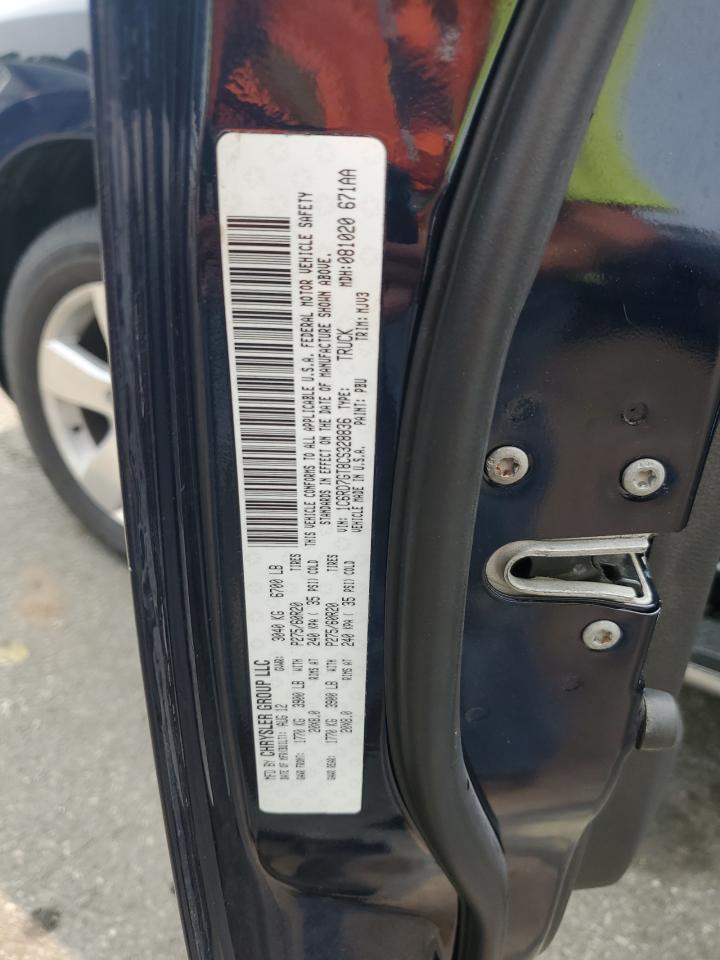 MFD BY CHRYSLER GROUP LLC
DATE OF MFR(BUILT): AUG 12 GVWR: 3040 KG 6700 LB
GAWR FRONT: 1770 KG 3900 LB WITH P275/60R20 TIRES
20X8.0 RIMS AT 240 KPA ( 35 PSI) COLD
GAWR REAR: 1770 KG 3900 LB WITH P275/60R20 TIRES
20X8.0 RIMS AT 240 KPA ( 35 PSI) COLD
THIS VEHICLE CONFORMS TO ALL APPLICABLE U.S.A. FEDERAL MOTOR VEHICLE SAFETY
STANDARDS IN EFFECT ON THE DATE OF MANUFACTURE SHOWN ABOVE.
VIN: 1C6RD7GT8CS328836 TYPE: TRUCK MDH:081020 671AA
VEHICLE MADE IN U.S.A. PAINT: PBU TRIM: MJV3